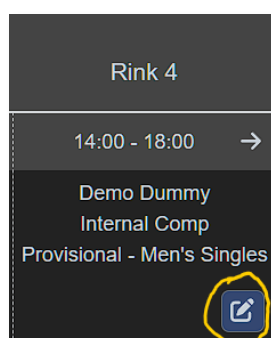 Rink 4
14:00 - 18:00 →
Demo Dummy
Internal Comp
Provisional - Men's Singles